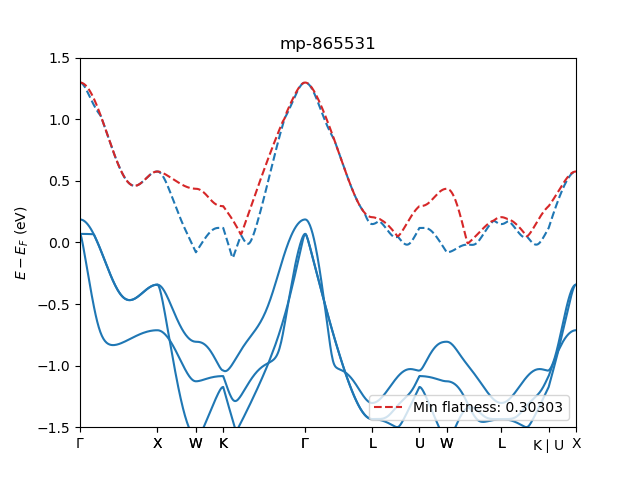 mp-865531
E − E_F (eV)
1.5
1.0
0.5
0.0
−0.5
−1.0
−1.5
Min flatness: 0.30303
Γ X W K Γ L U W L K | U X